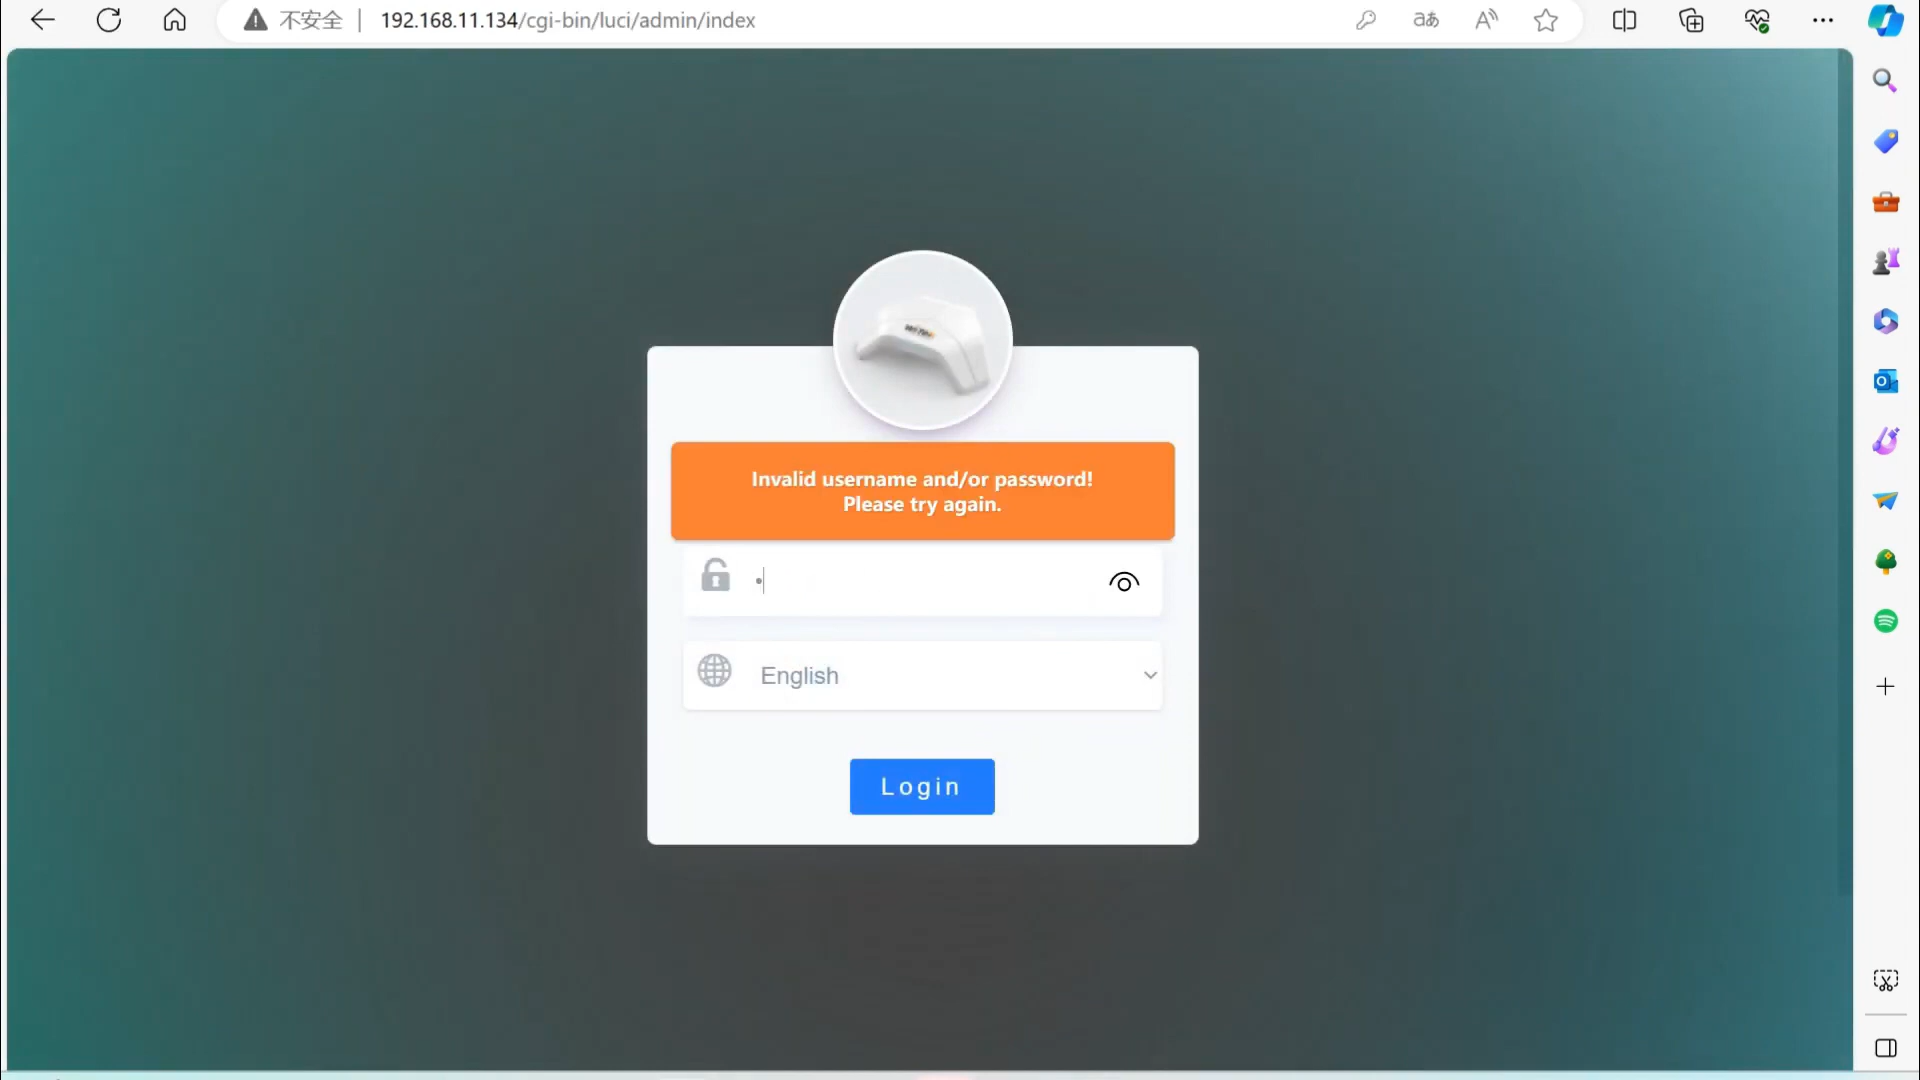 不安全
192.168.11.134/cgi-bin/luci/admin/index
Invalid username and/or password!
Please try again.
English
Login